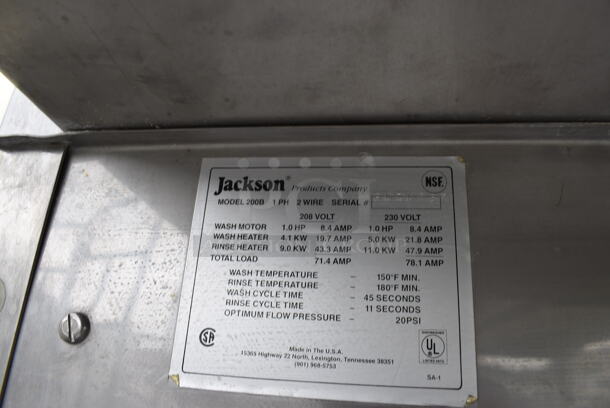 Jackson® Products Company NSF.
MODEL 200B 1 PH 2 WIRE SERIAL #
208 VOLT 230 VOLT
WASH MOTOR 1.0 HP 8.4 AMP 1.0 HP 8.4 AMP
WASH HEATER 4.1 KW 19.7 AMP 5.0 KW 21.8 AMP
RINSE HEATER 9.0 KW 43.3 AMP 11.0 KW 47.9 AMP
TOTAL LOAD 71.4 AMP 78.1 AMP
WASH TEMPERATURE – 150°F MIN.
RINSE TEMPERATURE – 180°F MIN.
WASH CYCLE TIME – 45 SECONDS
RINSE CYCLE TIME – 11 SECONDS
OPTIMUM FLOW PRESSURE – 20PSI
Made in The U.S.A.
15365 Highway 22 North, Lexington, Tennessee 38351
(901) 968-5753
SA
UL
SA-1